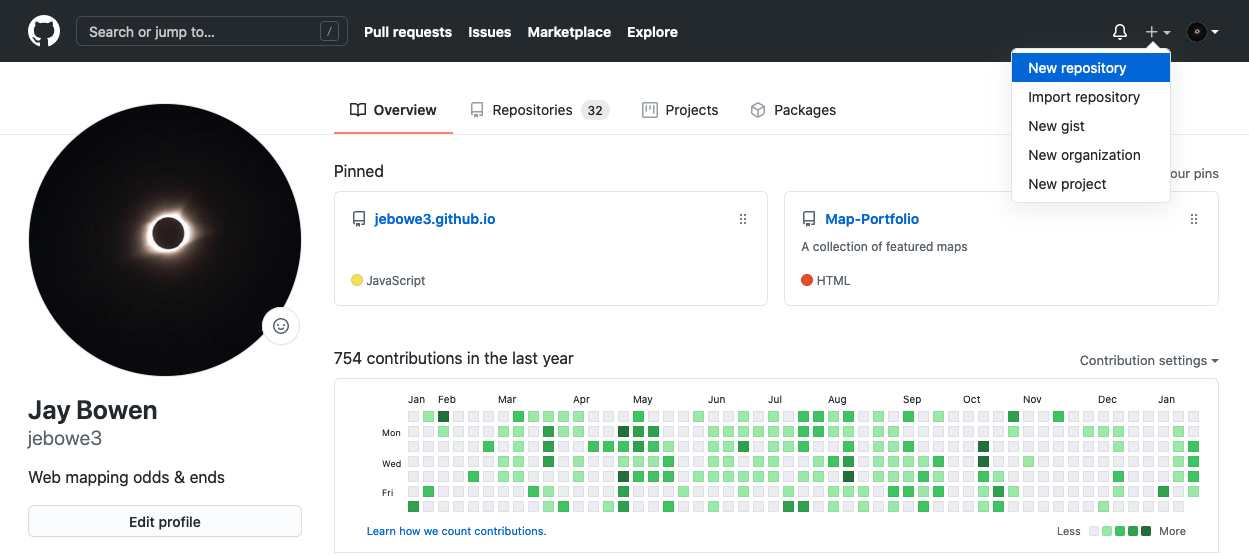 Search or jump to… /
Pull requests
Issues
Marketplace
Explore
New repository
Import repository
New gist
New organization
New project
Overview
Repositories 32
Projects
Packages
Pinned
our pins
jebowe3.github.io
JavaScript
Map-Portfolio
A collection of featured maps
HTML
Jay Bowen
jebowe3
Web mapping odds & ends
Edit profile
754 contributions in the last year
Contribution settings
Jan Feb Mar Apr May Jun Jul Aug Sep Oct Nov Dec Jan
Mon
Wed
Fri
Learn how we count contributions.
Less More